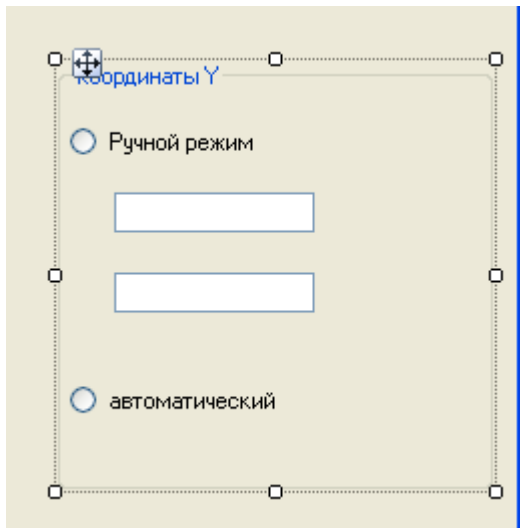 Координаты Y
Ручной режим
автоматический